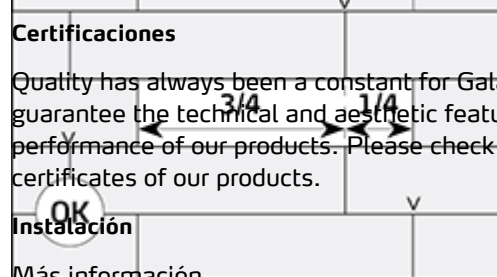 Certificaciones
Quality has always been a constant for Gal
3/4 1/4
guarantee the technical and aesthetic featu
performance of our products. Please check
certificates of our products.
OK
Instalación
Más información